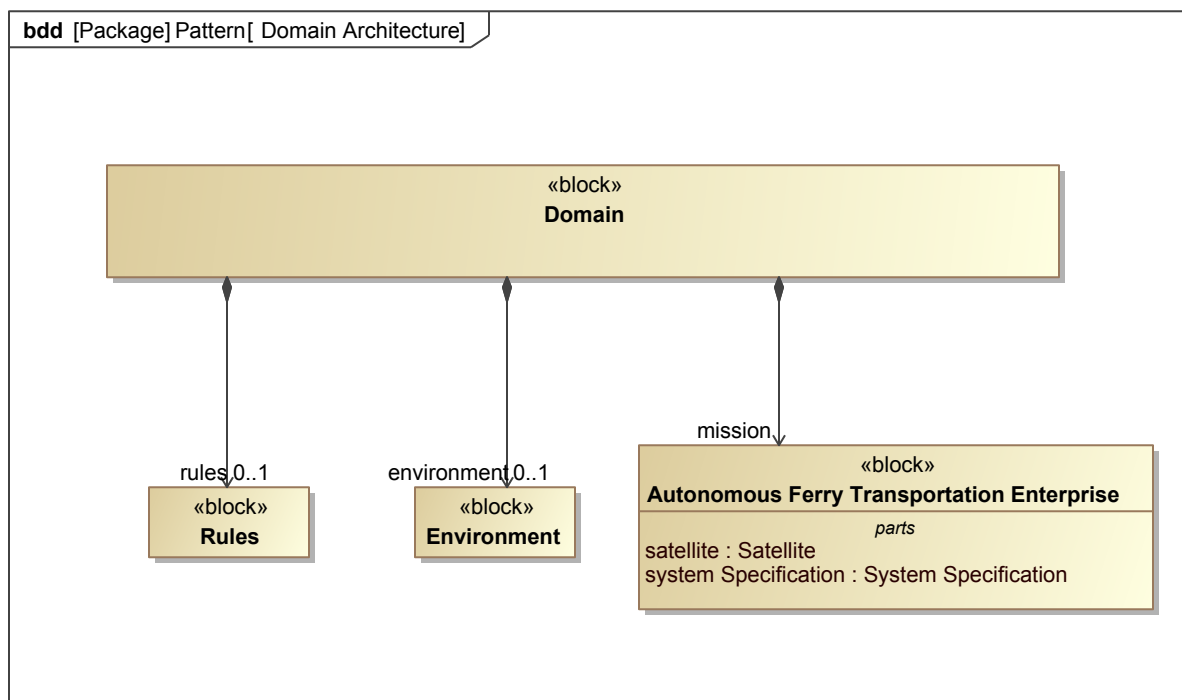 bdd [Package] Pattern[ Domain Architecture]
«block»
Domain
mission
rules 0..1
environment 0..1
«block»
Rules
«block»
Environment
«block»
Autonomous Ferry Transportation Enterprise
parts
satellite : Satellite
system Specification : System Specification